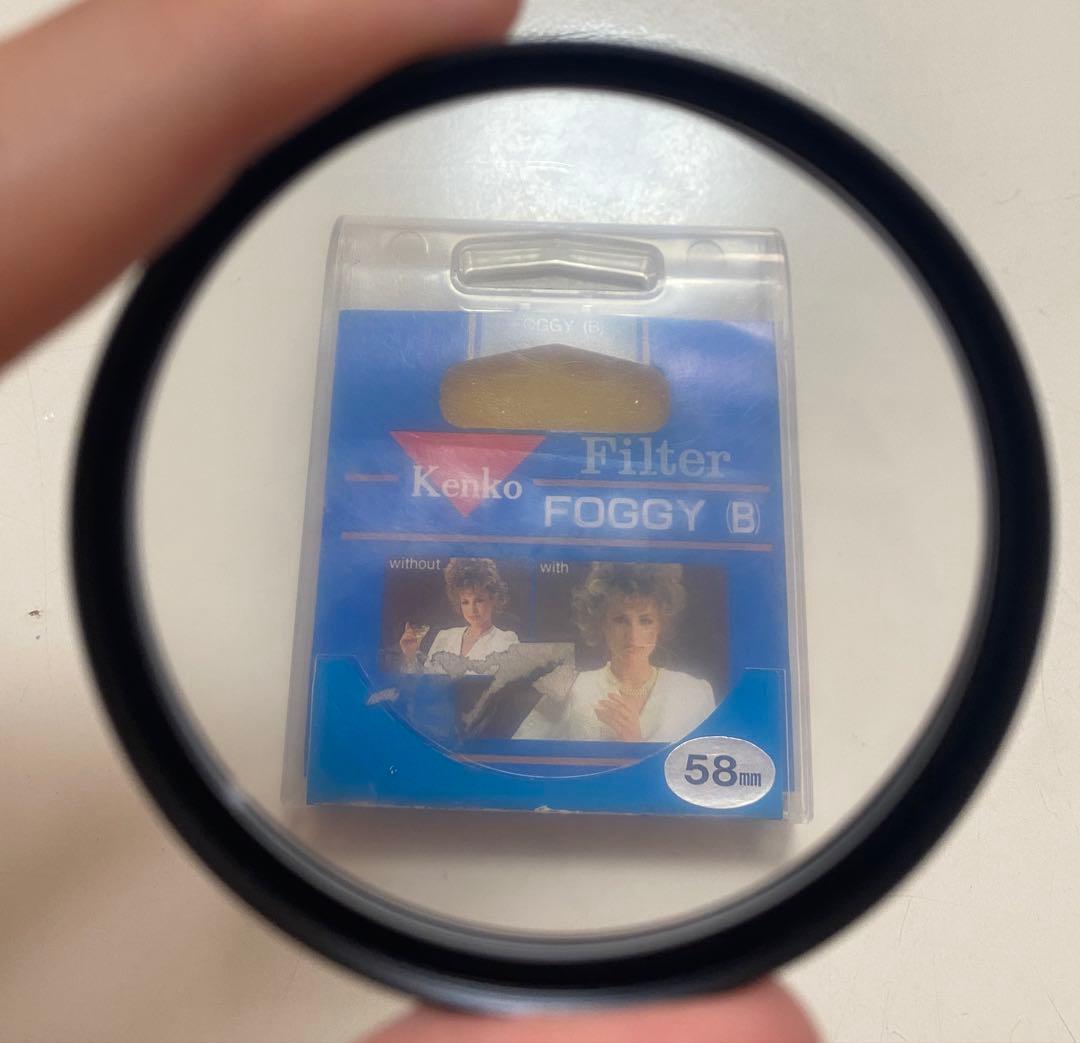 FOGGY (B)
Kenko
Filter
FOGGY (B)
without
with
58mm